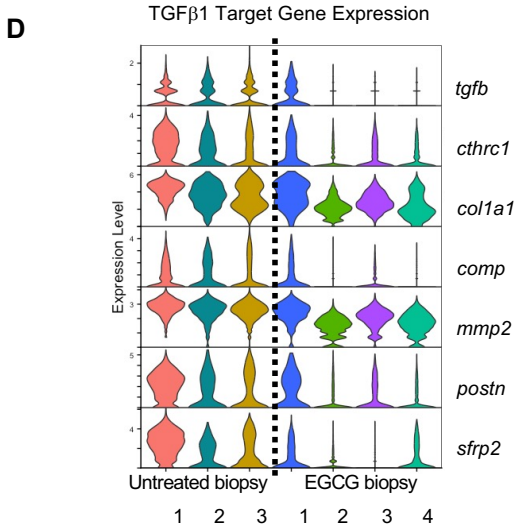 D
TGFβ1 Target Gene Expression
2
tgfb
4
cthrc1
6
col1a1
Expression Level
4
comp
3
mmp2
5
postn
4
sfrp2
Untreated biopsy EGCG biopsy
1 2 3 1 2 3 4